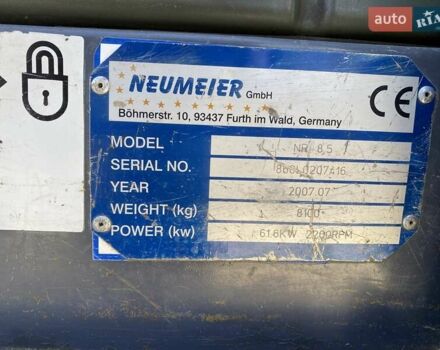 auto RIA
NEUMEIER GmbH
Böhmerstr. 10, 93437 Furth im Wald, Germany
CE
MODEL NR 8,5
SERIAL NO.
YEAR 2007.07
WEIGHT (kg) 8100
POWER (kw) 61.6KW 2200RPM